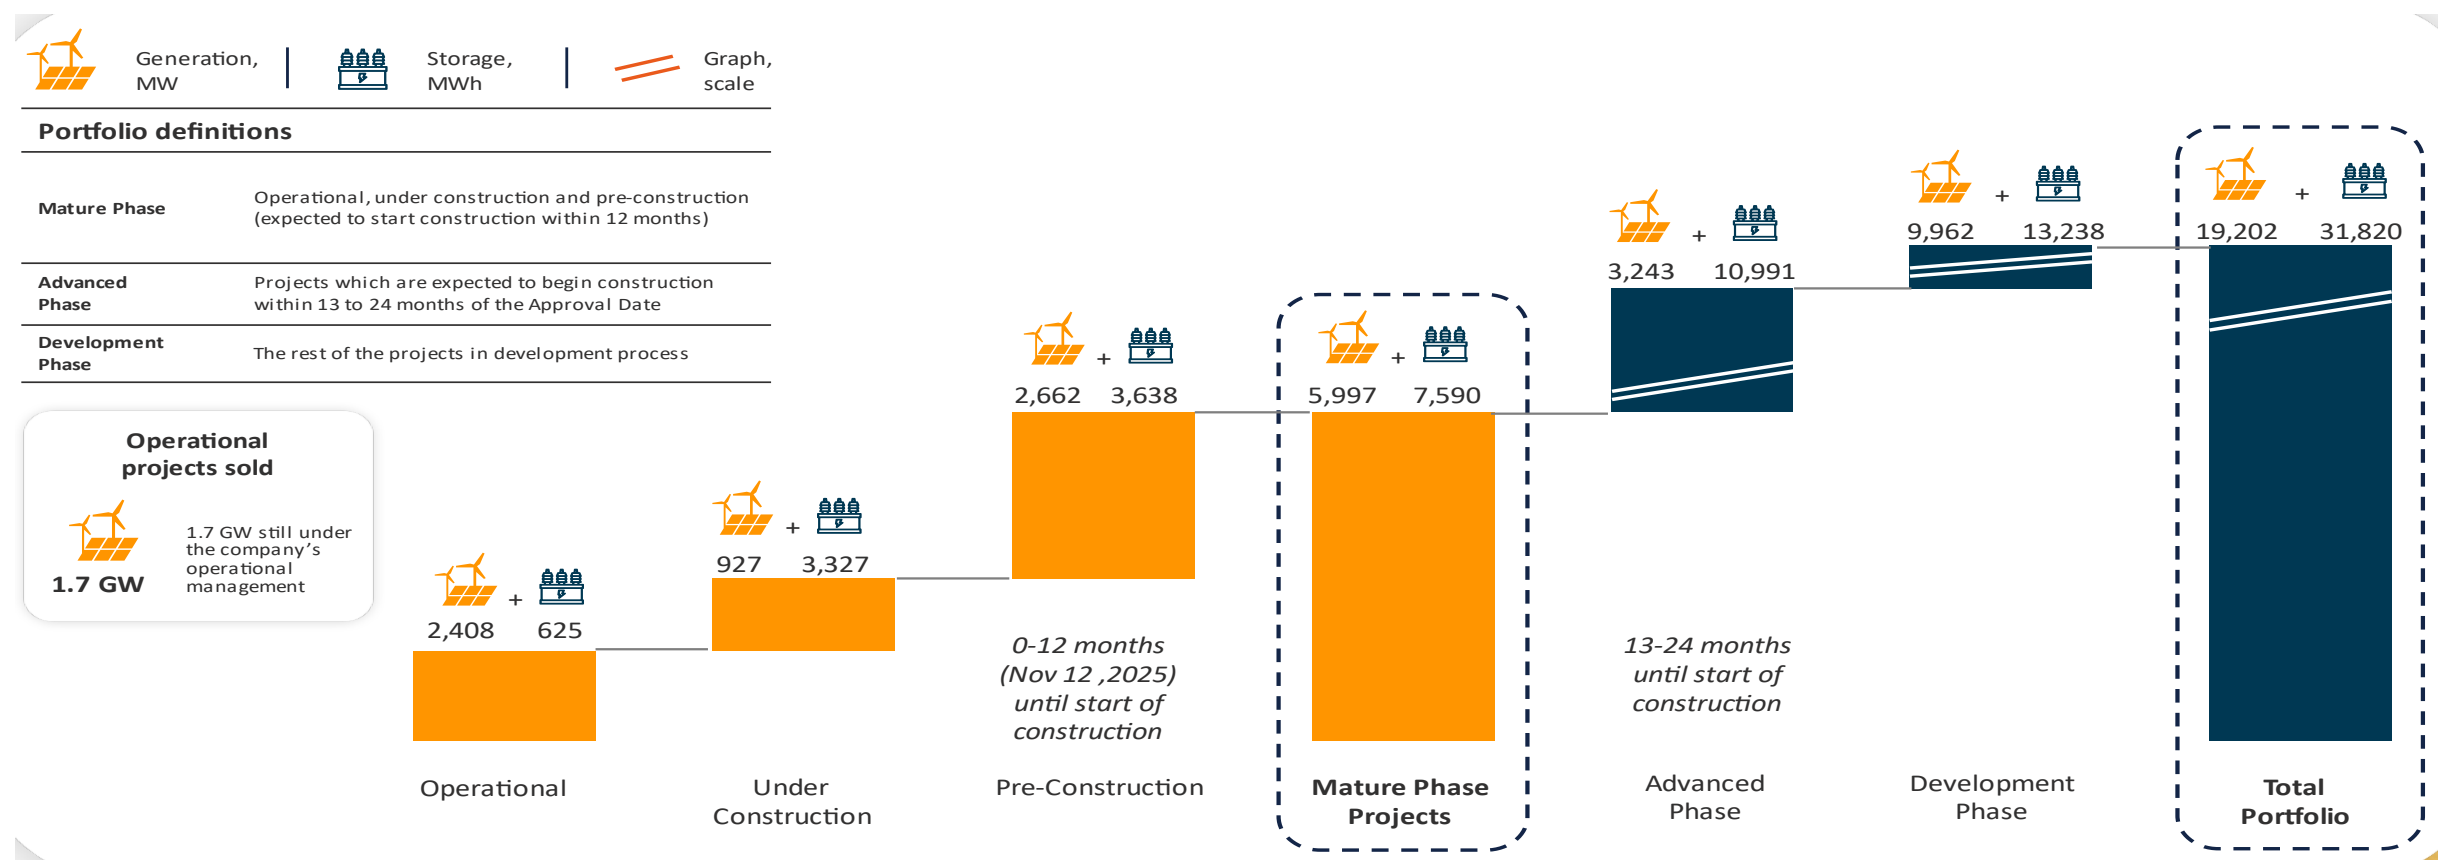 Generation,
MW
Storage,
MWh
Graph,
scale
Portfolio definitions
Mature Phase
Operational, under construction and pre-construction
(expected to start construction within 12 months)
Advanced
Phase
Projects which are expected to begin construction
within 13 to 24 months of the Approval Date
Development
Phase
The rest of the projects in development process
Operational
projects sold
1.7 GW
1.7 GW still under
the company's
operational
management
+
2,408 625
Operational
+
927 3,327
Under
Construction
+
2,662 3,638
0-12 months
(Nov 12 ,2025)
until start of
construction
Pre-Construction
+
5,997 7,590
Mature Phase
Projects
+
3,243 10,991
13-24 months
until start of
construction
Advanced
Phase
+
9,962 13,238
Development
Phase
+
19,202 31,820
Total
Portfolio